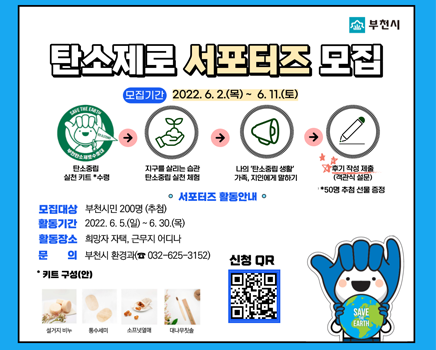 부천시
탄소제로 서포터즈 모집
모집기간 2022. 6. 2.(목) ~ 6. 11.(토)
SAVE THE EARTH
탄소중립
실천 키트 *수령
지구를 살리는 습관
탄소중립 실천 체험
나의 '탄소중립 생활'
가족, 지인에게 말하기
후기 작성 제출
(객관식 설문)
*50명 추첨 선물 증정
서포터즈 활동안내
모집대상 부천시민 200명 (추첨)
활동기간 2022. 6. 5.(일) ~ 6. 30.(목)
활동장소 희망자 자택, 근무지 어디나
문 의 부천시 환경과(☎ 032-625-3152)
신청 QR
* 키트 구성(안)
설거지 비누
통수세미
소프넛열매
대나무칫솔
SAVE
THE
EARTH